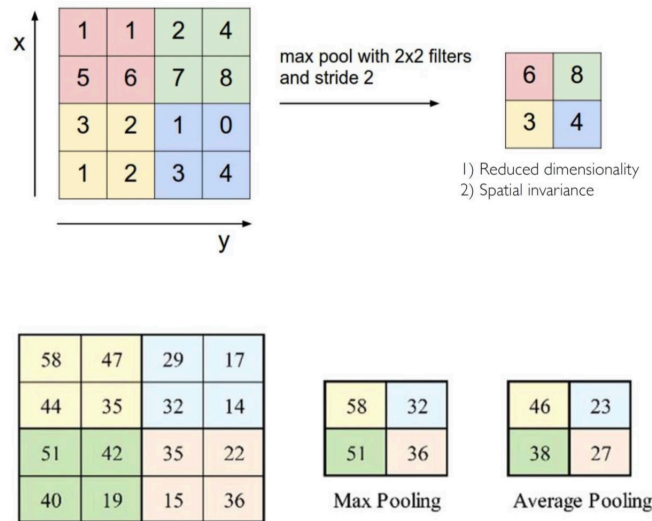 x
1 1 2 4
5 6 7 8
3 2 1 0
1 2 3 4
y
max pool with 2x2 filters
and stride 2
6 8
3 4
1) Reduced dimensionality
2) Spatial invariance
58 47 29 17
44 35 32 14
51 42 35 22
40 19 15 36
58 32
51 36
Max Pooling
46 23
38 27
Average Pooling